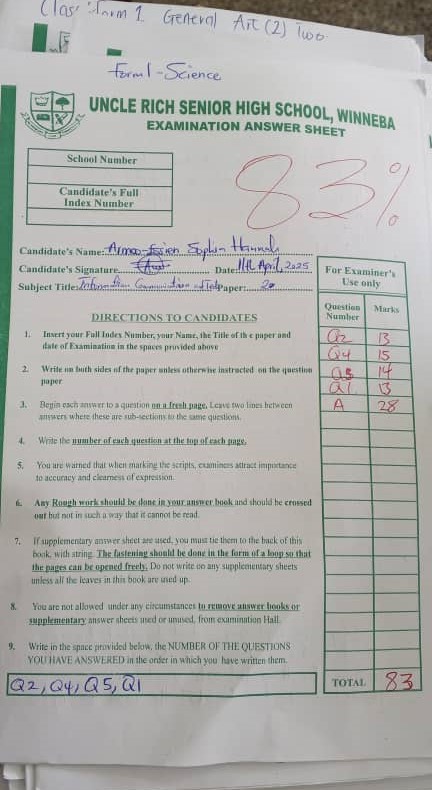 Class: Form 1 General Art (2) Two
Form 1 - Science
UNCLE RICH SENIOR HIGH SCHOOL, WINNEBA
EXAMINATION ANSWER SHEET
School Number
Candidate's Full
Index Number
83%
Candidate's Name: Hannah
Candidate's Signature Date: 11th April, 2025
Subject Title: Information Communication Paper:
For Examiner's
Use only
Question
Number
Marks
Q2 13
Q4 15
Q5 14
Q1 13
A 28
DIRECTIONS TO CANDIDATES
1. Insert your Full Index Number, your Name, the Title of th e paper and
date of Examination in the spaces provided above
2. Write on both sides of the paper unless otherwise instructed on the question
paper
3. Begin each answer to a question on a fresh page. Leave two lines between
answers where these are sub-sections to the same questions.
4. Write the number of each question at the top of each page.
5. You are warned that when marking the scripts, examiners attact importance
to accuracy and clearness of expression.
6. Any Rough work should be done in your answer book and should be crossed
out but not in such a way that it cannot be read.
7. If supplementary answer sheet are used, you must tie them to the back of this
book, with string. The fastening should be done in the form of a loop so that
the pages can be opened freely. Do not write on any supplementary sheets
unless all the leaves in this book are used up.
8. You are not allowed under any circumstances to remove answer books or
supplementary answer sheets used or unused, from examination Hall.
9. Write in the space provided below, the NUMBER OF THE QUESTIONS
YOU HAVE ANSWERED in the order in which you have written them.
Q2, Q4, Q5, Q1
TOTAL 83